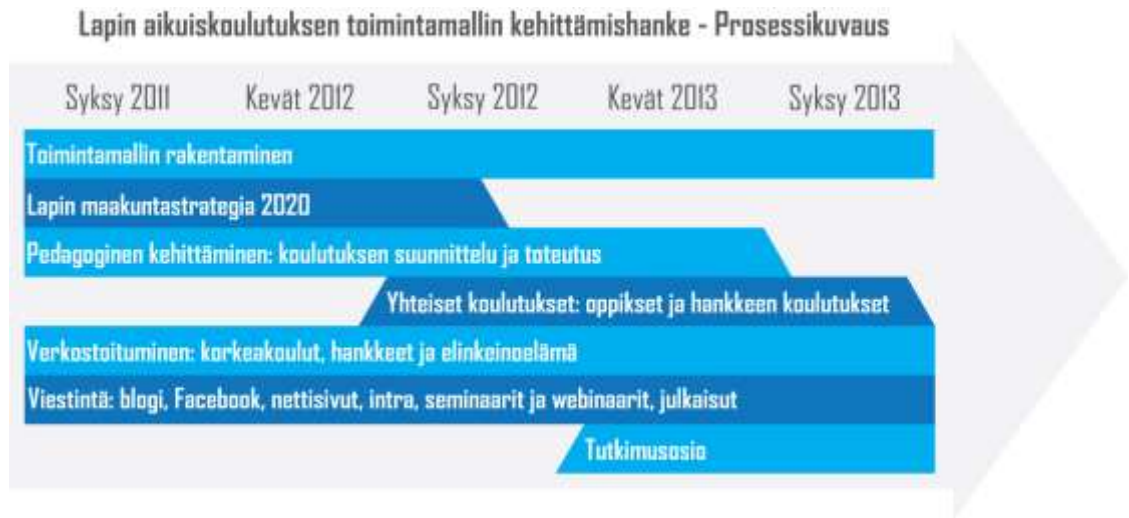 Lapin aikuiskoulutuksen toimintamallin kehittämishanke - Prosessikuvaus
Syksy 2011 Kevät 2012 Syksy 2012 Kevät 2013 Syksy 2013
Toimintamallin rakentaminen
Lapin maakuntastrategia 2020
Pedagoginen kehittäminen: koulutuksen suunnittelu ja toteutus
Yhteiset koulutukset: oppikset ja hankkeen koulutukset
Verkostoituminen: korkeakoulut, hankkeet ja elinkeinoelämä
Viestintä: blogi, Facebook, nettisivut, intra, seminaarit ja webinaarit, julkaisut
Tutkimusosio